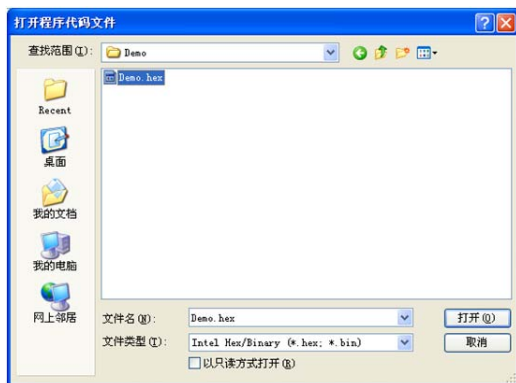 打开程序代码文件
查找范围(I):
Demo
Demo.hex
Recent
桌面
我的文档
我的电脑
网上邻居
文件名(N):
Demo.hex
打开(O)
文件类型(T):
Intel Hex/Binary (*.hex; *.bin)
取消
以只读方式打开(R)